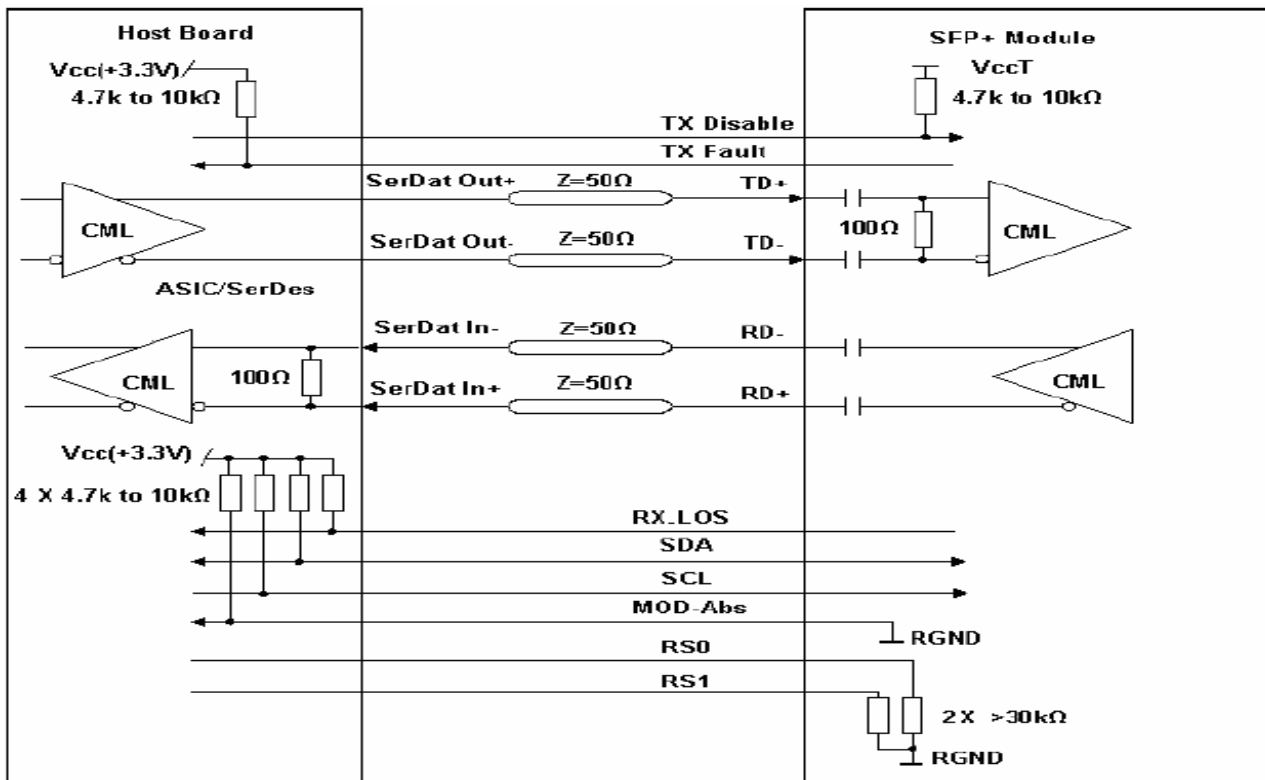 Host Board
SFP+ Module
Vcc(+3.3V)
4.7k to 10kΩ
VccT
4.7k to 10kΩ
TX Disable
TX Fault
SerDat Out+
Z=50Ω
TD+
CML
100Ω
CML
SerDat Out-
Z=50Ω
TD-
ASIC/SerDes
SerDat In-
Z=50Ω
RD-
CML
100Ω
CML
SerDat In+
Z=50Ω
RD+
Vcc(+3.3V)
4 X 4.7k to 10kΩ
RX_LOS
SDA
SCL
MOD-Abs
RGND
RS0
RS1
2X >30kΩ
RGND